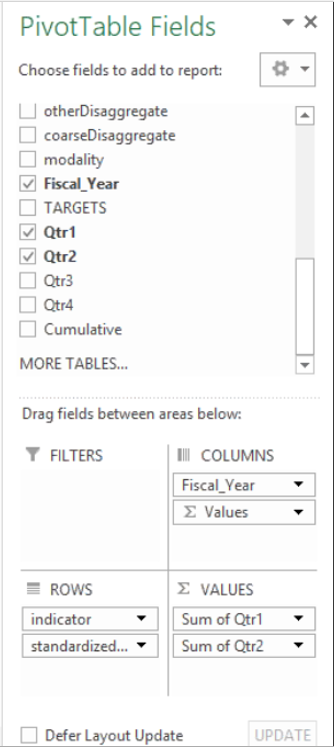 PivotTable Fields
Choose fields to add to report:
otherDisaggregate
coarseDisaggregate
modality
Fiscal_Year
TARGETS
Qtr1
Qtr2
Qtr3
Qtr4
Cumulative
MORE TABLES...
Drag fields between areas below:
FILTERS
COLUMNS
Fiscal_Year
Σ Values
ROWS
indicator
standardized...
Σ VALUES
Sum of Qtr1
Sum of Qtr2
Defer Layout Update
UPDATE